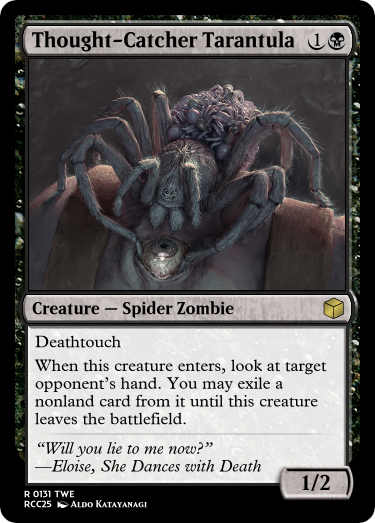 Thought-Catcher Tarantula 1
Creature — Spider Zombie
Deathtouch
When this creature enters, look at target
opponent's hand. You may exile a
nonland card from it until this creature
leaves the battlefield.
“Will you lie to me now?”
—Eloise, She Dances with Death
1/2
R 0131 TWE
RCC25 Aldo Katayanagi